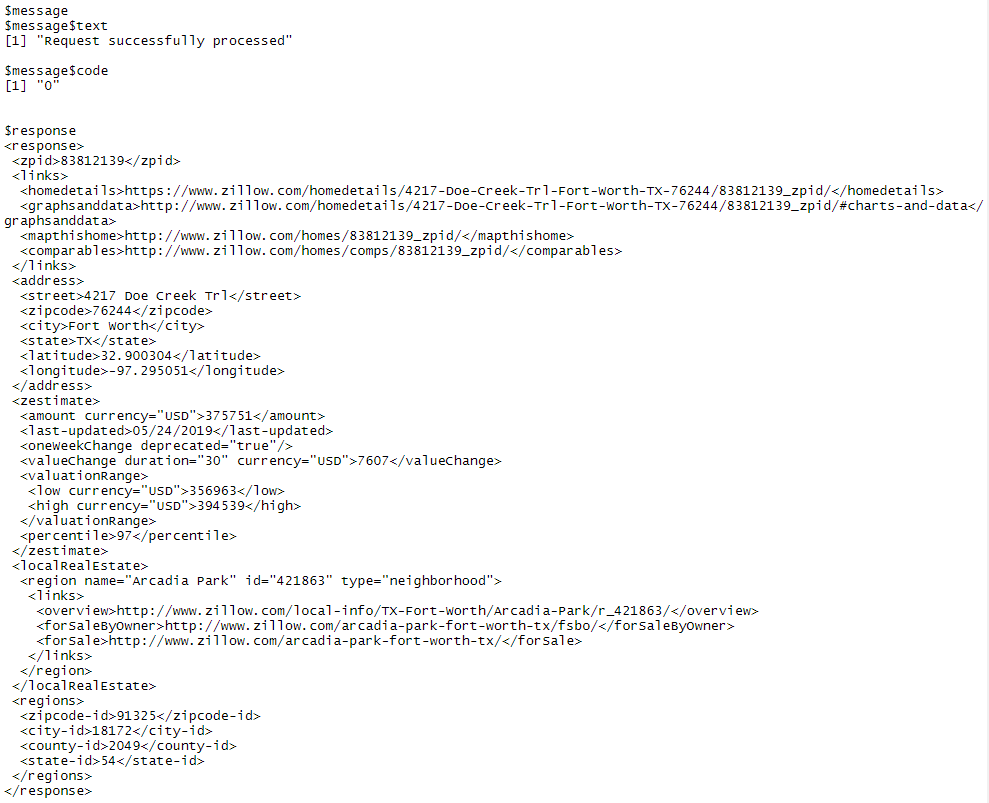 $message
$message$text
[1] "Request successfully processed"

$message$code
[1] "0"


$response
<response>
 <zpid>83812139</zpid>
 <links>
  <homedetails>https://www.zillow.com/homedetails/4217-Doe-Creek-Trl-Fort-Worth-TX-76244/83812139_zpid/</homedetails>
  <graphsanddata>http://www.zillow.com/homedetails/4217-Doe-Creek-Trl-Fort-Worth-TX-76244/83812139_zpid/#charts-and-data</
graphsanddata>
  <mapthishome>http://www.zillow.com/homes/83812139_zpid/</mapthishome>
  <comparables>http://www.zillow.com/homes/comps/83812139_zpid/</comparables>
 </links>
 <address>
  <street>4217 Doe Creek Trl</street>
  <zipcode>76244</zipcode>
  <city>Fort Worth</city>
  <state>TX</state>
  <latitude>32.900304</latitude>
  <longitude>-97.295051</longitude>
 </address>
 <zestimate>
  <amount currency="USD">375751</amount>
  <last-updated>05/24/2019</last-updated>
  <oneWeekChange deprecated="true"/>
  <valueChange duration="30" currency="USD">7607</valueChange>
  <valuationRange>
   <low currency="USD">356963</low>
   <high currency="USD">394539</high>
  </valuationRange>
  <percentile>97</percentile>
 </zestimate>
 <localRealEstate>
  <region name="Arcadia Park" id="421863" type="neighborhood">
   <links>
    <overview>http://www.zillow.com/local-info/TX-Fort-Worth/Arcadia-Park/r_421863/</overview>
    <forSaleByOwner>http://www.zillow.com/arcadia-park-fort-worth-tx/fsbo/</forSaleByOwner>
    <forSale>http://www.zillow.com/arcadia-park-fort-worth-tx/</forSale>
   </links>
  </region>
 </localRealEstate>
 <regions>
  <zipcode-id>91325</zipcode-id>
  <city-id>18172</city-id>
  <county-id>2049</county-id>
  <state-id>54</state-id>
 </regions>
</response>